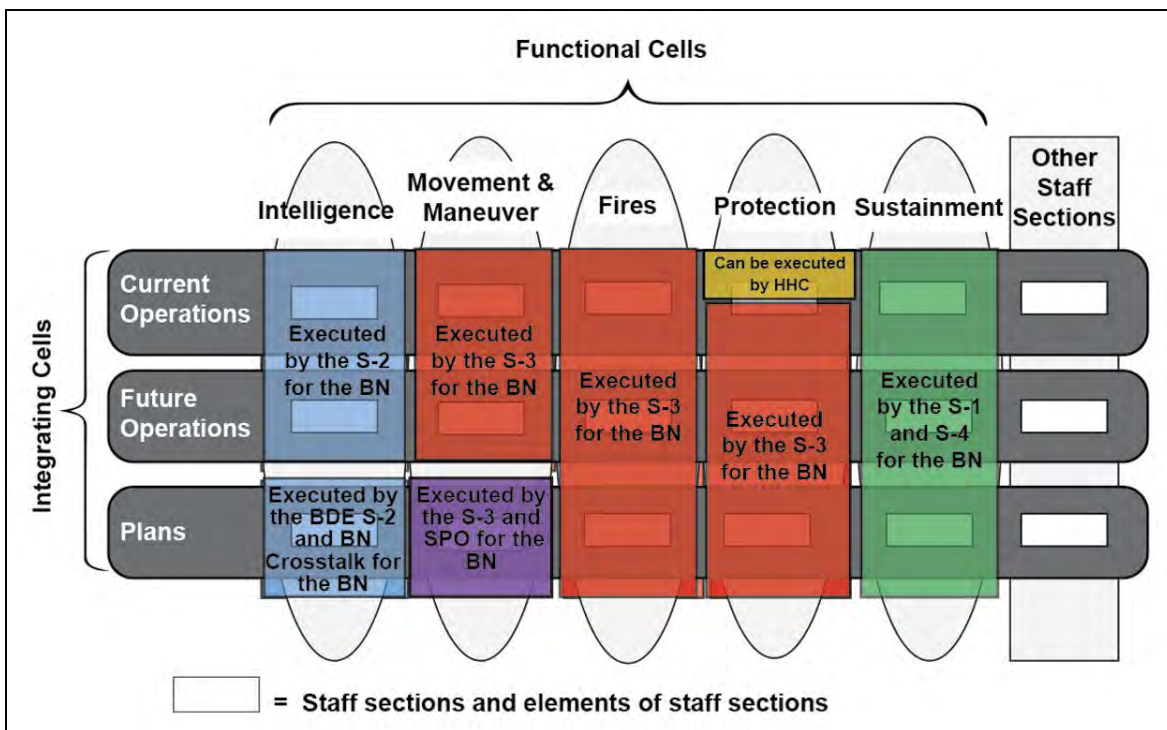 Functional Cells
Intelligence
Movement &
Maneuver
Fires
Protection
Sustainment
Other
Staff
Sections
Integrating Cells
Current
Operations
Future
Operations
Plans
Executed
by the S-2
for the BN
Executed by
the BDE S-2
and BN
Crosstalk for
the BN
Executed
by the S-3
for the BN
Executed by
the S-3 and
SPO for the
BN
Executed
by the S-3
for the BN
Can be executed
by HHC
Executed
by the S-3
for the BN
Executed
by the S-1
and S-4
for the BN
= Staff sections and elements of staff sections